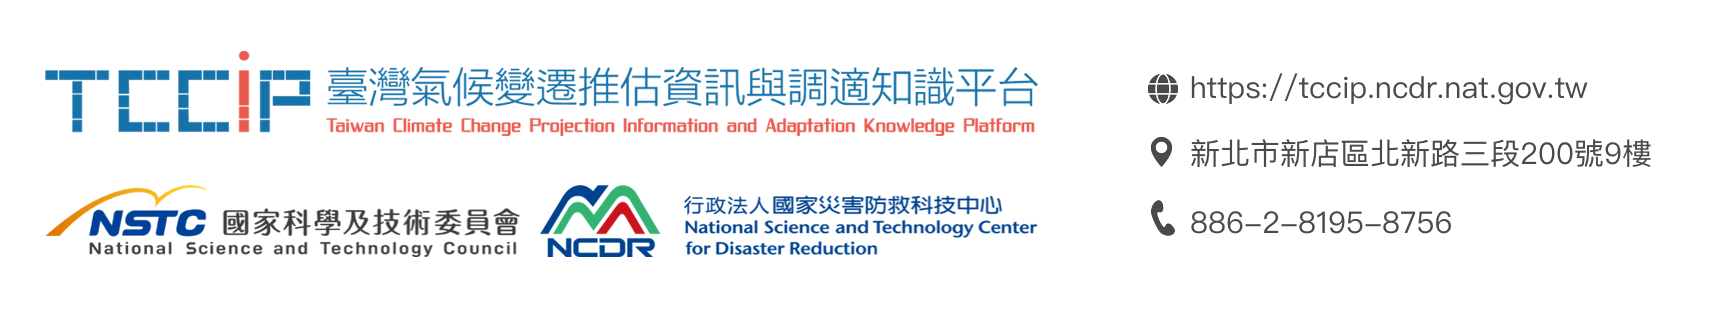 TCCiP 臺灣氣候變遷推估資訊與調適知識平台
Taiwan Climate Change Projection Information and Adaptation Knowledge Platform
NSTC 國家科學及技術委員會
National Science and Technology Council
NCDR
行政法人國家災害防救科技中心
National Science and Technology Center
for Disaster Reduction
https://tccip.ncdr.nat.gov.tw
新北市新店區北新路三段200號9樓
886-2-8195-8756